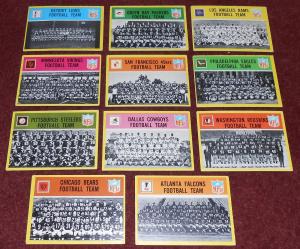 DETROIT LIONS
FOOTBALL TEAM
GREEN BAY PACKERS
FOOTBALL TEAM
LOS ANGELES RAMS
FOOTBALL TEAM
MINNESOTA VIKINGS
FOOTBALL TEAM
SAN FRANCISCO 49ERS
FOOTBALL TEAM
PHILADELPHIA EAGLES
FOOTBALL TEAM
PITTSBURGH STEELERS
FOOTBALL TEAM
DALLAS COWBOYS
FOOTBALL TEAM
WASHINGTON REDSKINS
FOOTBALL TEAM
CHICAGO BEARS
FOOTBALL TEAM
ATLANTA FALCONS
FOOTBALL TEAM